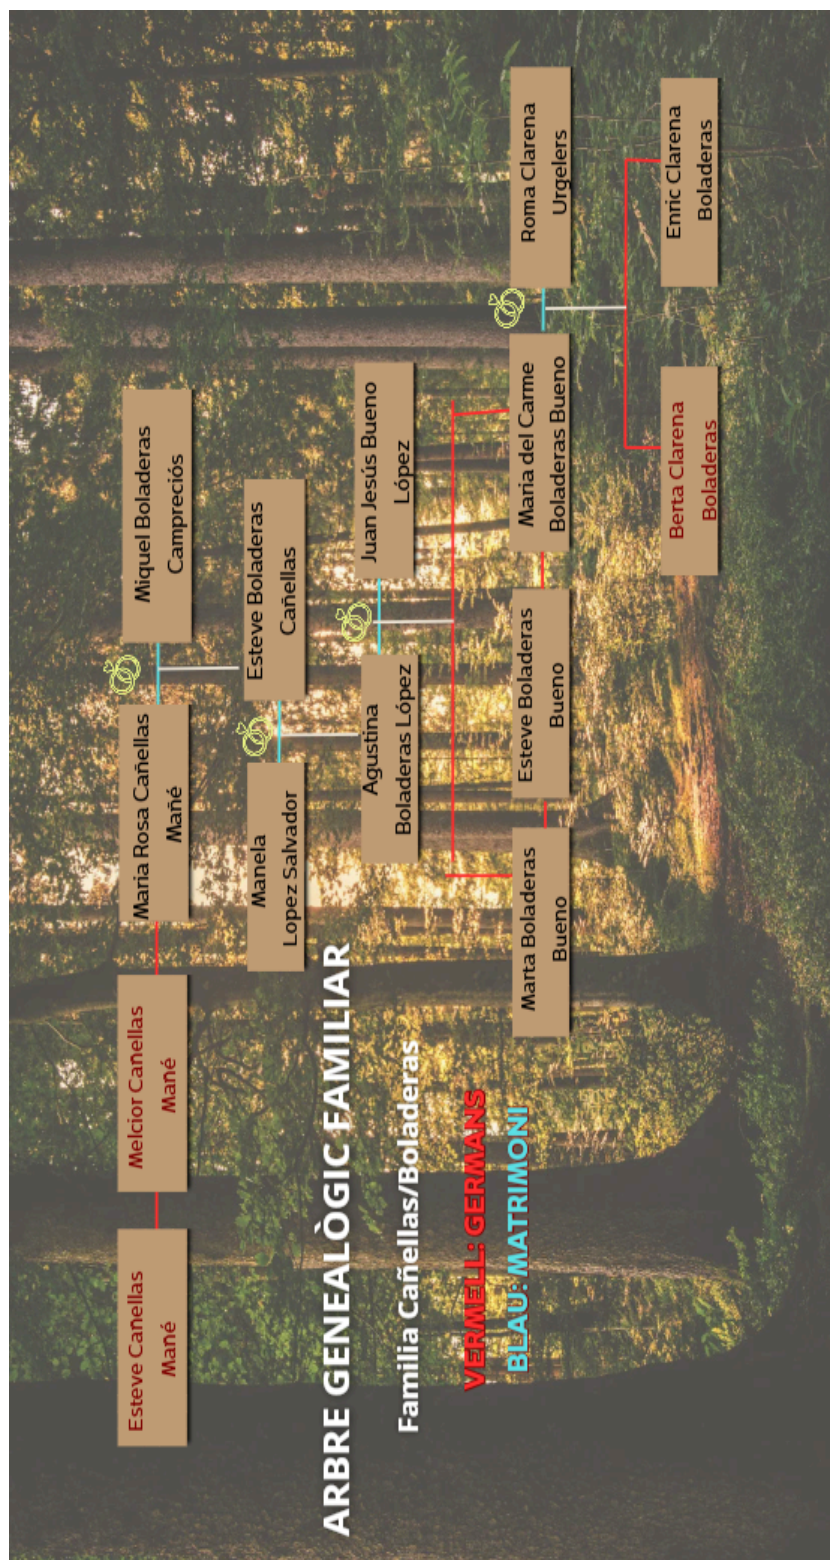 Esteve Cañellas
Mañé
Melcior Cañellas
Mañé
Maria Rosa Cañellas
Mañé
Miquel Boladeras
Campreciós
Manela
Lopez Salvador
Esteve Boladeras
Cañellas
ARBRE GENEALÒGIC FAMILIAR
Agustina
Boladeras López
Juan Jesús Bueno
López
Familia Cañellas/Boladeras
VERMELL: GERMANS
BLAU: MATRIMONI
Marta Boladeras
Bueno
Esteve Boladeras
Bueno
Maria del Carme
Boladeras Bueno
Roma Clarena
Urgelers
Berta Clarena
Boladeras
Enric Clarena
Boladeras